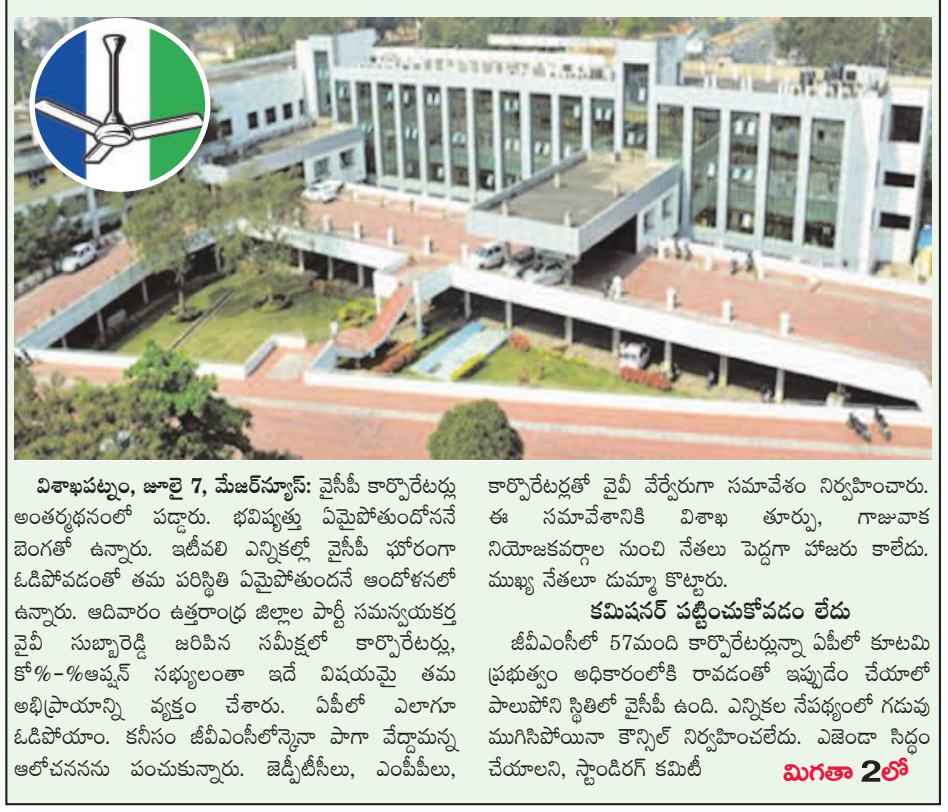 విశాఖపట్నం, జూలై 7, మేజర్‌న్యూస్: వైసీపీ కార్పొరేటర్లు
అంతర్మథనంలో పడ్డారు. భవిష్యత్తు ఏమైపోతుందోననే
బెంగతో ఉన్నారు. ఇటీవలి ఎన్నికల్లో వైసీపీ ఘోరంగా
ఓడిపోవడంతో తమ పరిస్థితి ఏమైపోతుందనే ఆందోళనలో
ఉన్నారు. ఆదివారం ఉత్తరాంధ్ర జిల్లాల పార్టీ సమన్వయకర్త
వైవీ సుబ్బారెడ్డి జరిపిన సమీక్షలో కార్పొరేటర్లు,
కో%-%ఆప్షన్ సభ్యులంతా ఇదే విషయమై తమ
అభిప్రాయాన్ని వ్యక్తం చేశారు. ఏపీలో ఎలాగూ
ఓడిపోయాం. కనీసం జీవీఎంసీలోన్కైనా పాగా వేద్దామన్న
ఆలోచననను పంచుకున్నారు. జెడ్పీటీసీలు, ఎంపీపీలు,
కార్పొరేటర్లతో వైవీ వేర్వేరుగా సమావేశం నిర్వహించారు.
ఈ సమావేశానికి విశాఖ తూర్పు, గాజువాక
నియోజకవర్గాల నుంచి నేతలు పెద్దగా హాజరు కాలేదు.
ముఖ్య నేతలూ డుమ్మా కొట్టారు.
కమిషనర్ పట్టించుకోవడం లేదు
జీవీఎంసీలో 57మంది కార్పొరేటర్లున్నా ఏపీలో కూటమి
ప్రభుత్వం అధికారంలోకి రావడంతో ఇప్పుడేం చేయాలో
పాలుపోని స్థితిలో వైసీపీ ఉంది. ఎన్నికల నేపథ్యంలో గడువు
ముగిసిపోయినా కౌన్సిల్ నిర్వహించలేదు. ఎజెండా సిద్ధం
చేయాలని, స్టాండిరగ్ కమిటీ
మిగతా 2లో